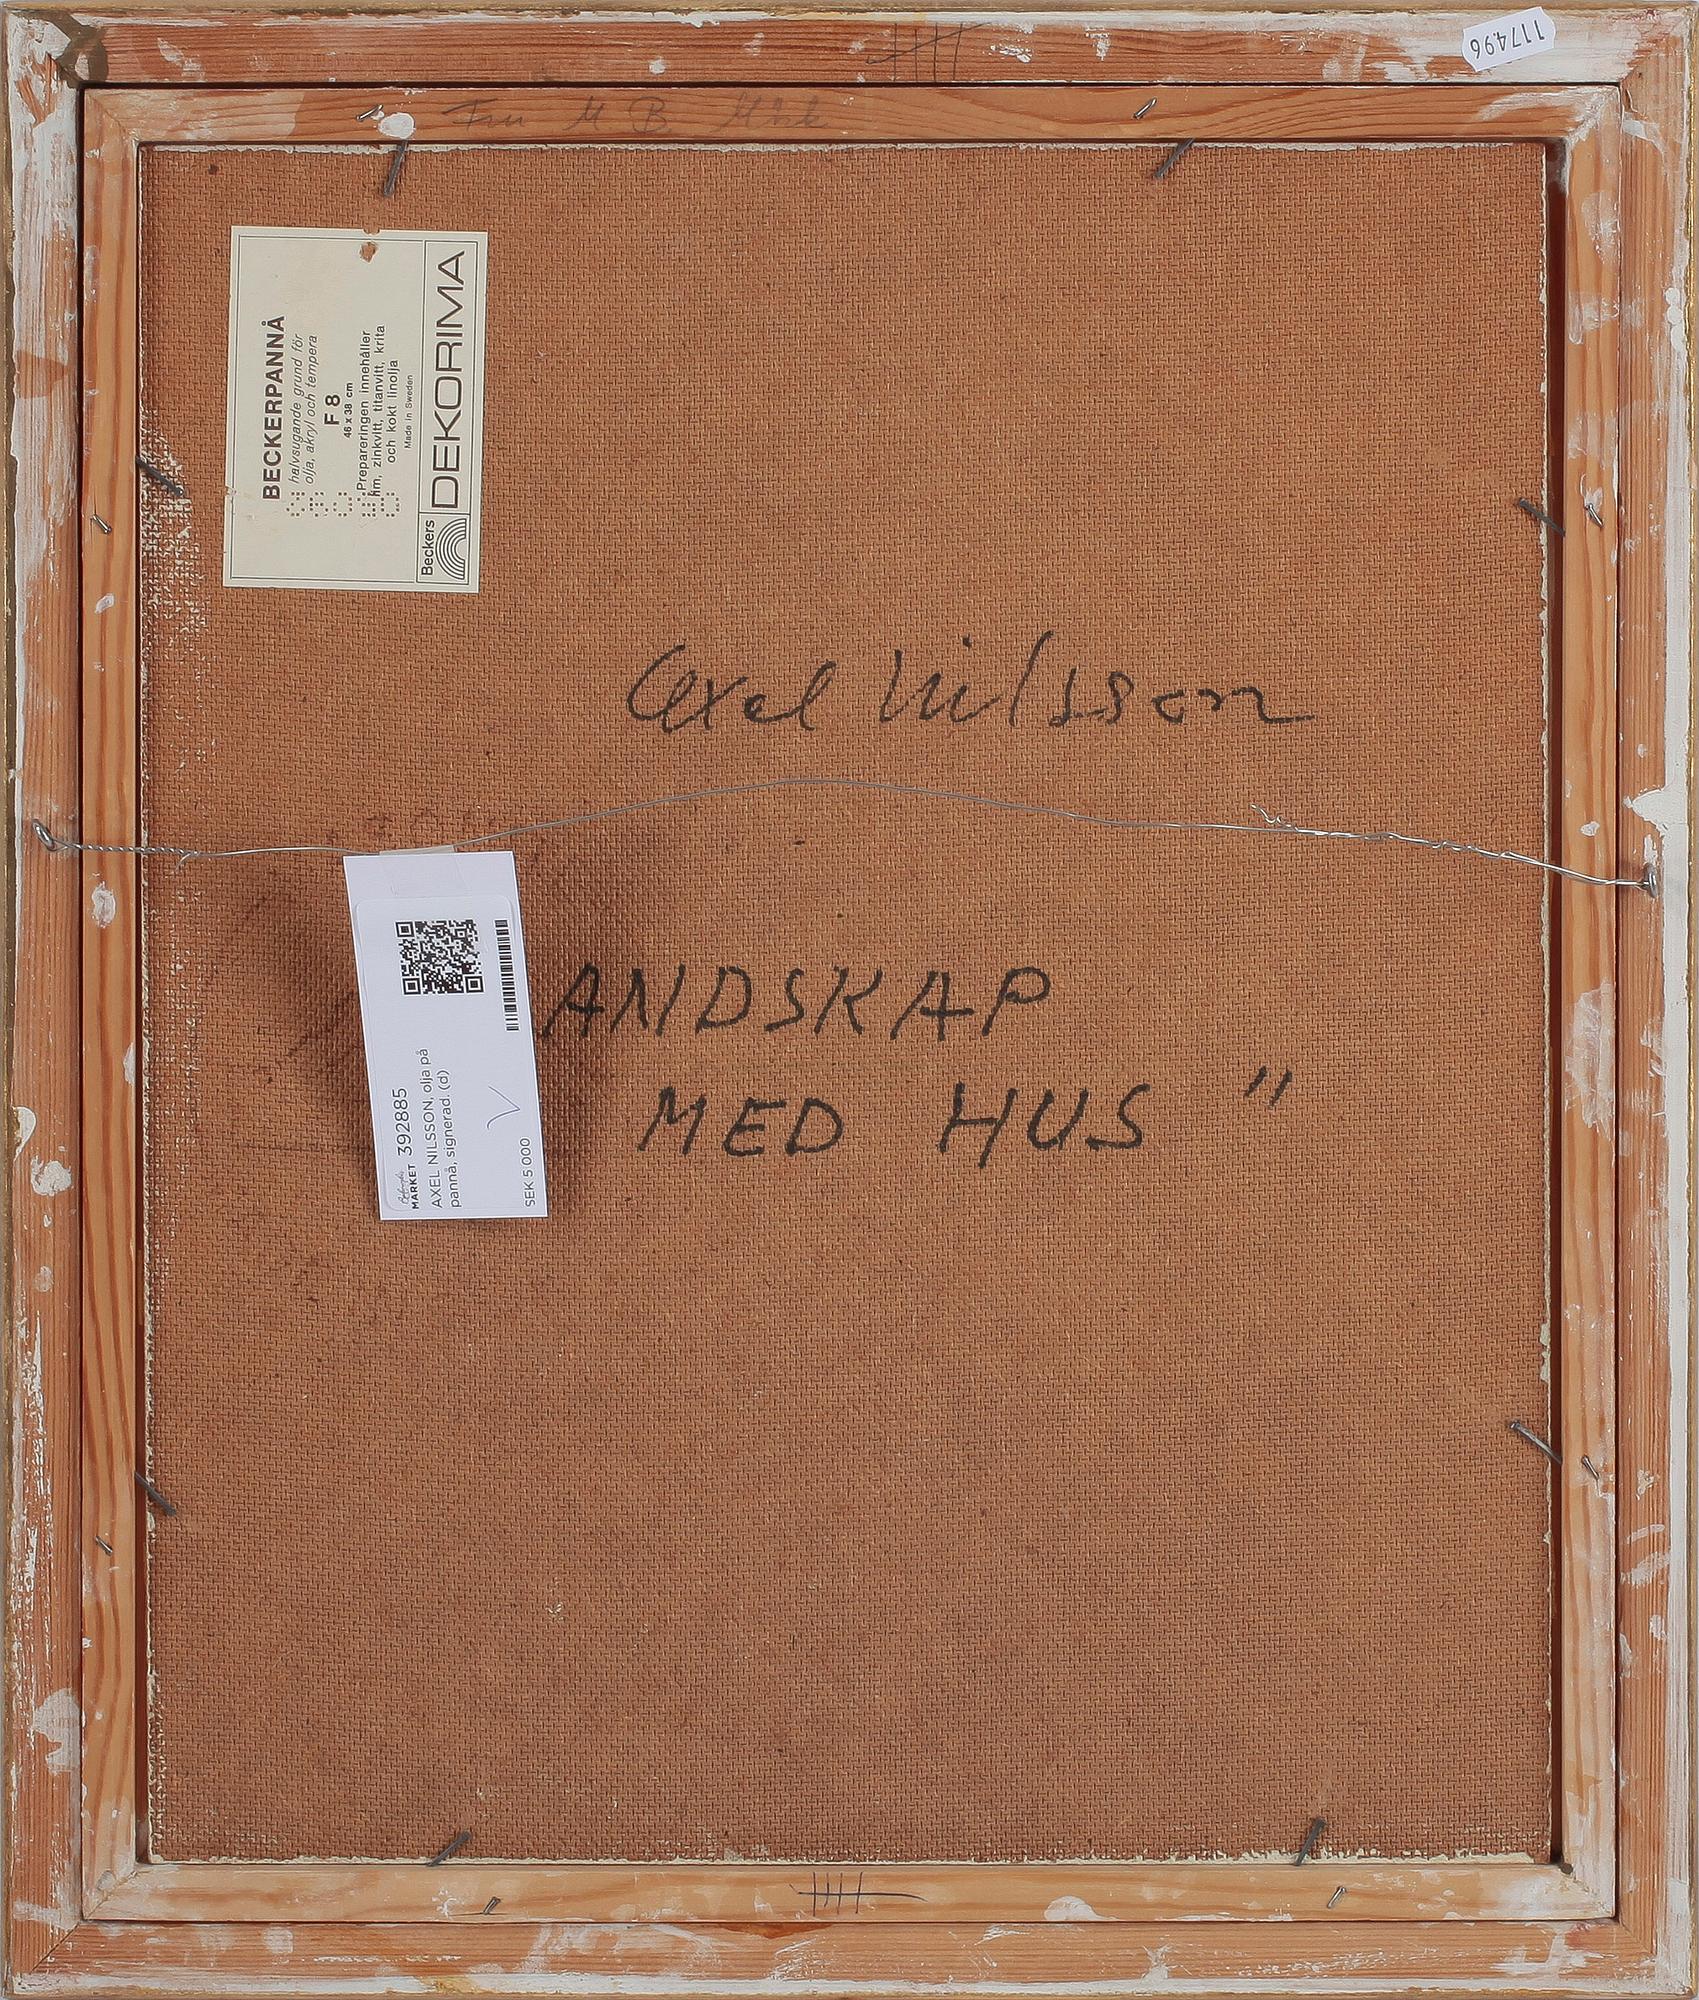 117496
Fru M B.
BECKERPANNÅ
halvsugande grund för
olja, akryl och tempera
F 8
46 x 38 cm
Prepareringen innehåller
lim, zinkvitt, titanvitt, krita
och kokt linolja
Made in Sweden
Beckers DEKORIMA
Axel Nilsson
ANDSKAP
MED HUS "
MARKET 392885
AXEL NILSSON, olja på
pannå, signerad. (d)
SEK 5 000